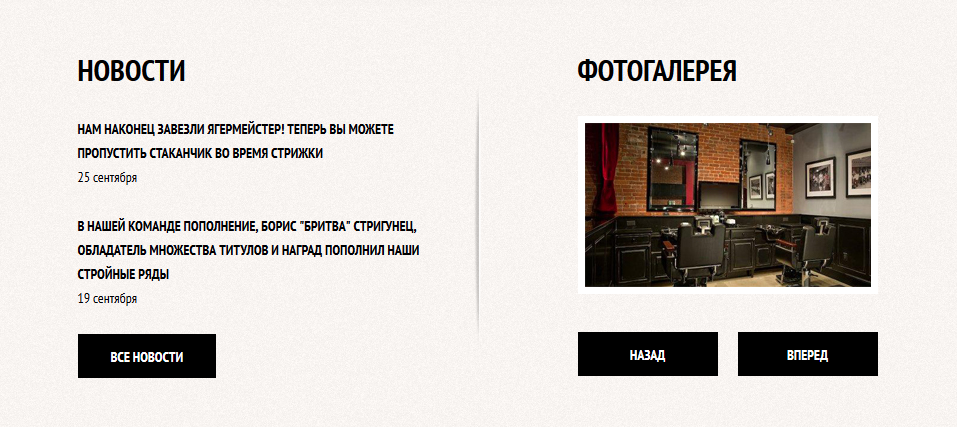 НОВОСТИ
НАМ НАКОНЕЦ ЗАВЕЗЛИ ЯГЕРМЕЙСТЕР! ТЕПЕРЬ ВЫ МОЖЕТЕ
ПРОПУСТИТЬ СТАКАНЧИК ВО ВРЕМЯ СТРИЖКИ
25 сентября
В НАШЕЙ КОМАНДЕ ПОПОЛНЕНИЕ, БОРИС "БРИТВА" СТРИГУНЕЦ,
ОБЛАДАТЕЛЬ МНОЖЕСТВА ТИТУЛОВ И НАГРАД ПОПОЛНИЛ НАШИ
СТРОЙНЫЕ РЯДЫ
19 сентября
ВСЕ НОВОСТИ
ФОТОГАЛЕРЕЯ
НАЗАД
ВПЕРЕД